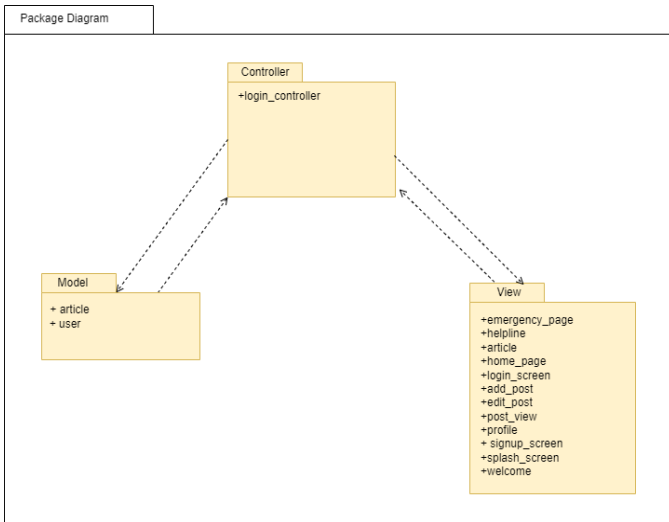 Package Diagram
Controller
+login_controller
Model
+ article
+ user
View
+emergency_page
+helpline
+article
+home_page
+login_screen
+add_post
+edit_post
+post_view
+profile
+ signup_screen
+splash_screen
+welcome